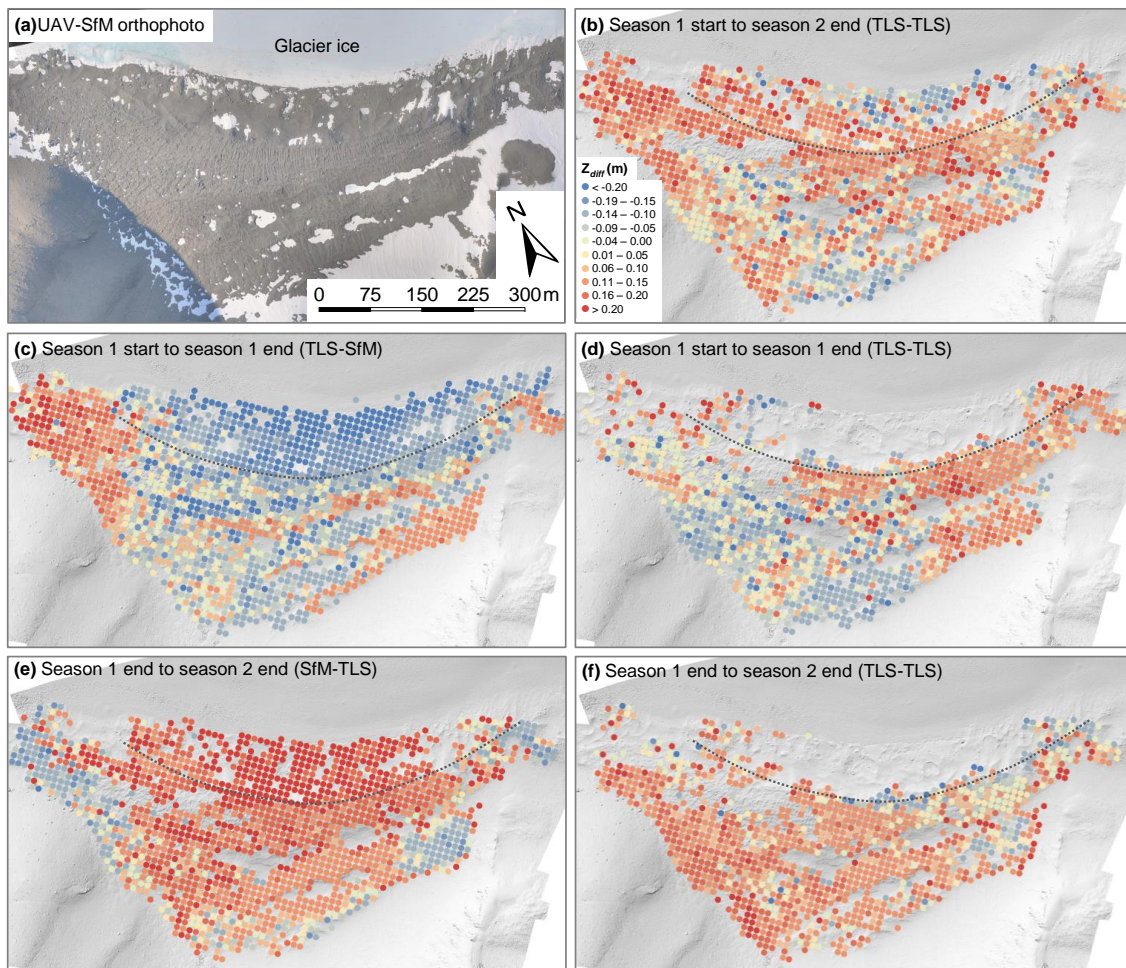 (a) UAV-SfM orthophoto
Glacier ice
N
0 75 150 225 300 m
(b) Season 1 start to season 2 end (TLS-TLS)
Zdiff (m)
< -0.20
-0.19 – -0.15
-0.14 – -0.10
-0.09 – -0.05
-0.04 – 0.00
0.01 – 0.05
0.06 – 0.10
0.11 – 0.15
0.16 – 0.20
> 0.20
(c) Season 1 start to season 1 end (TLS-SfM)
(d) Season 1 start to season 1 end (TLS-TLS)
(e) Season 1 end to season 2 end (SfM-TLS)
(f) Season 1 end to season 2 end (TLS-TLS)